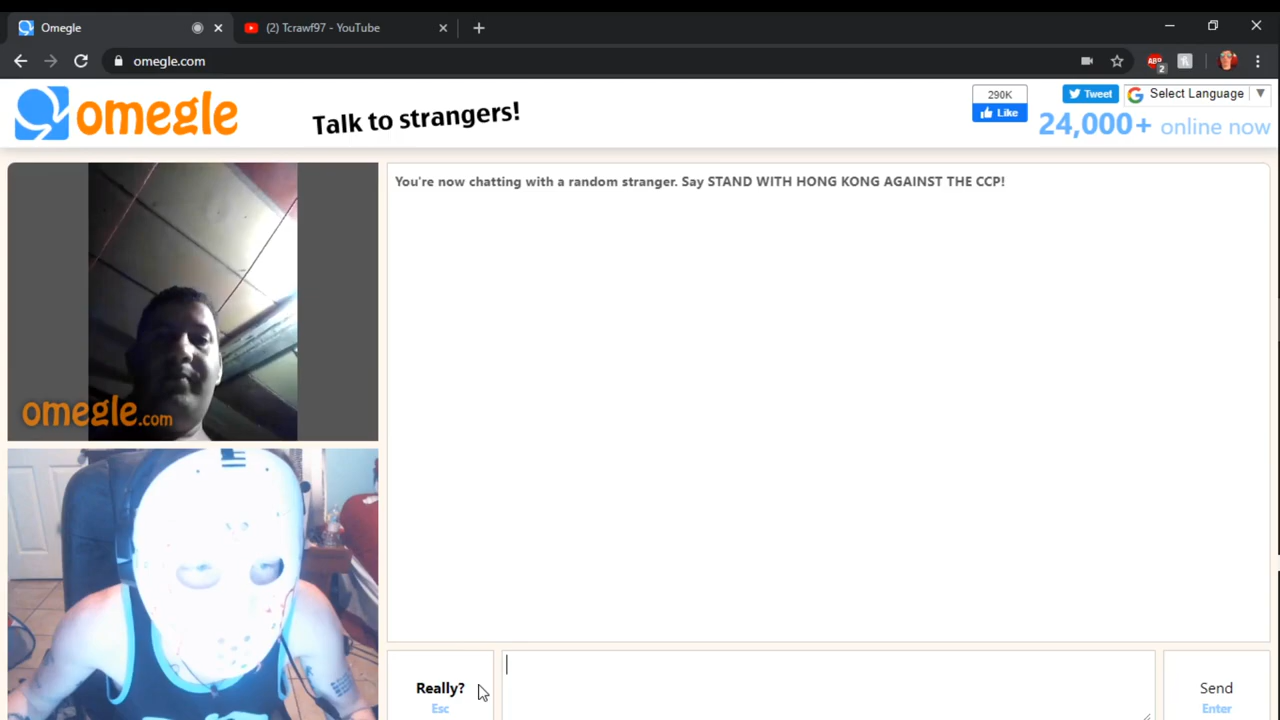 Omegle
(2) Tcrawf97 - YouTube
omegle.com
ABP
2
omegle
Talk to strangers!
290K
Like
Tweet
Select Language
24,000+ online now
You're now chatting with a random stranger. Say STAND WITH HONG KONG AGAINST THE CCP!
omegle.com
Really?
Esc
Send
Enter